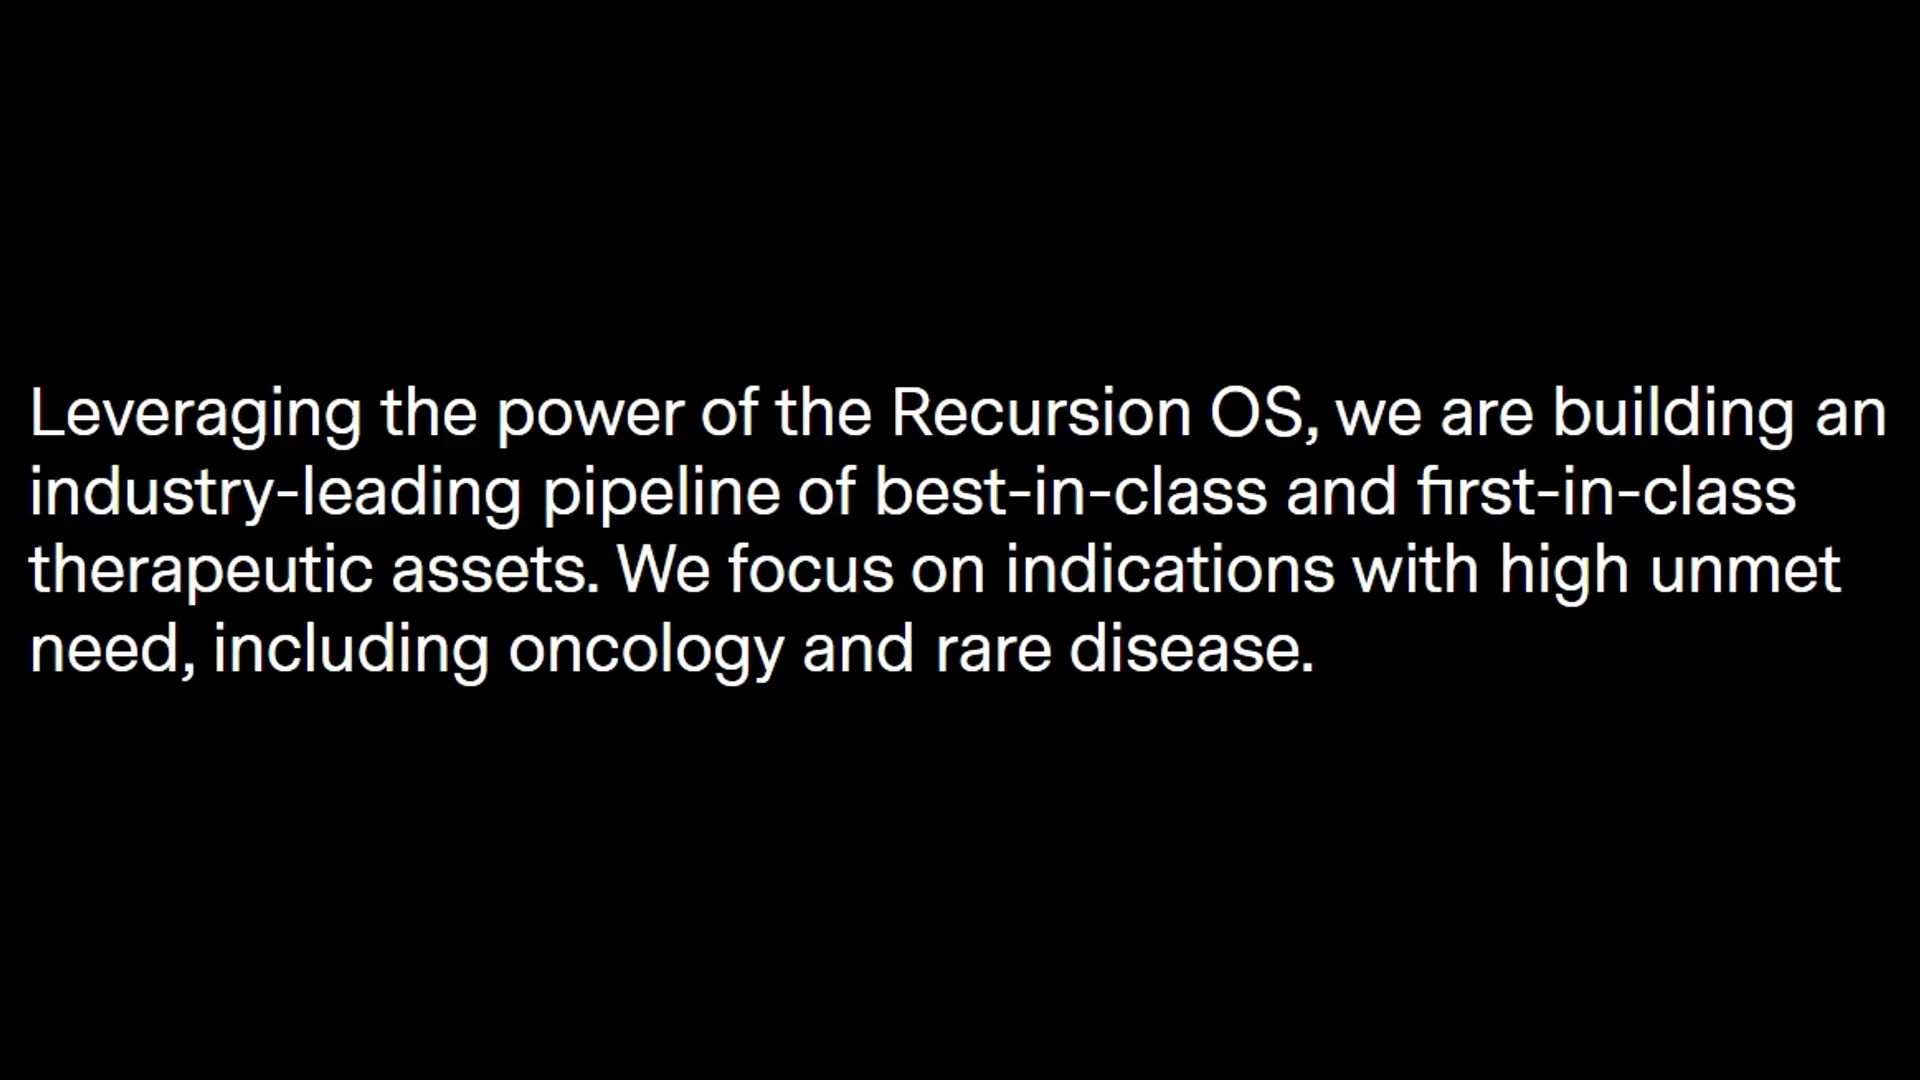 Leveraging the power of the Recursion OS, we are building an
industry-leading pipeline of best-in-class and first-in-class
therapeutic assets. We focus on indications with high unmet
need, including oncology and rare disease.